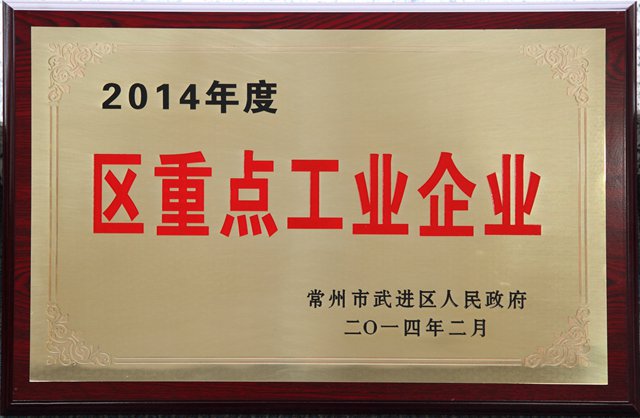 2014年度
区重点工业企业
常州市武进区人民政府
二〇一四年二月